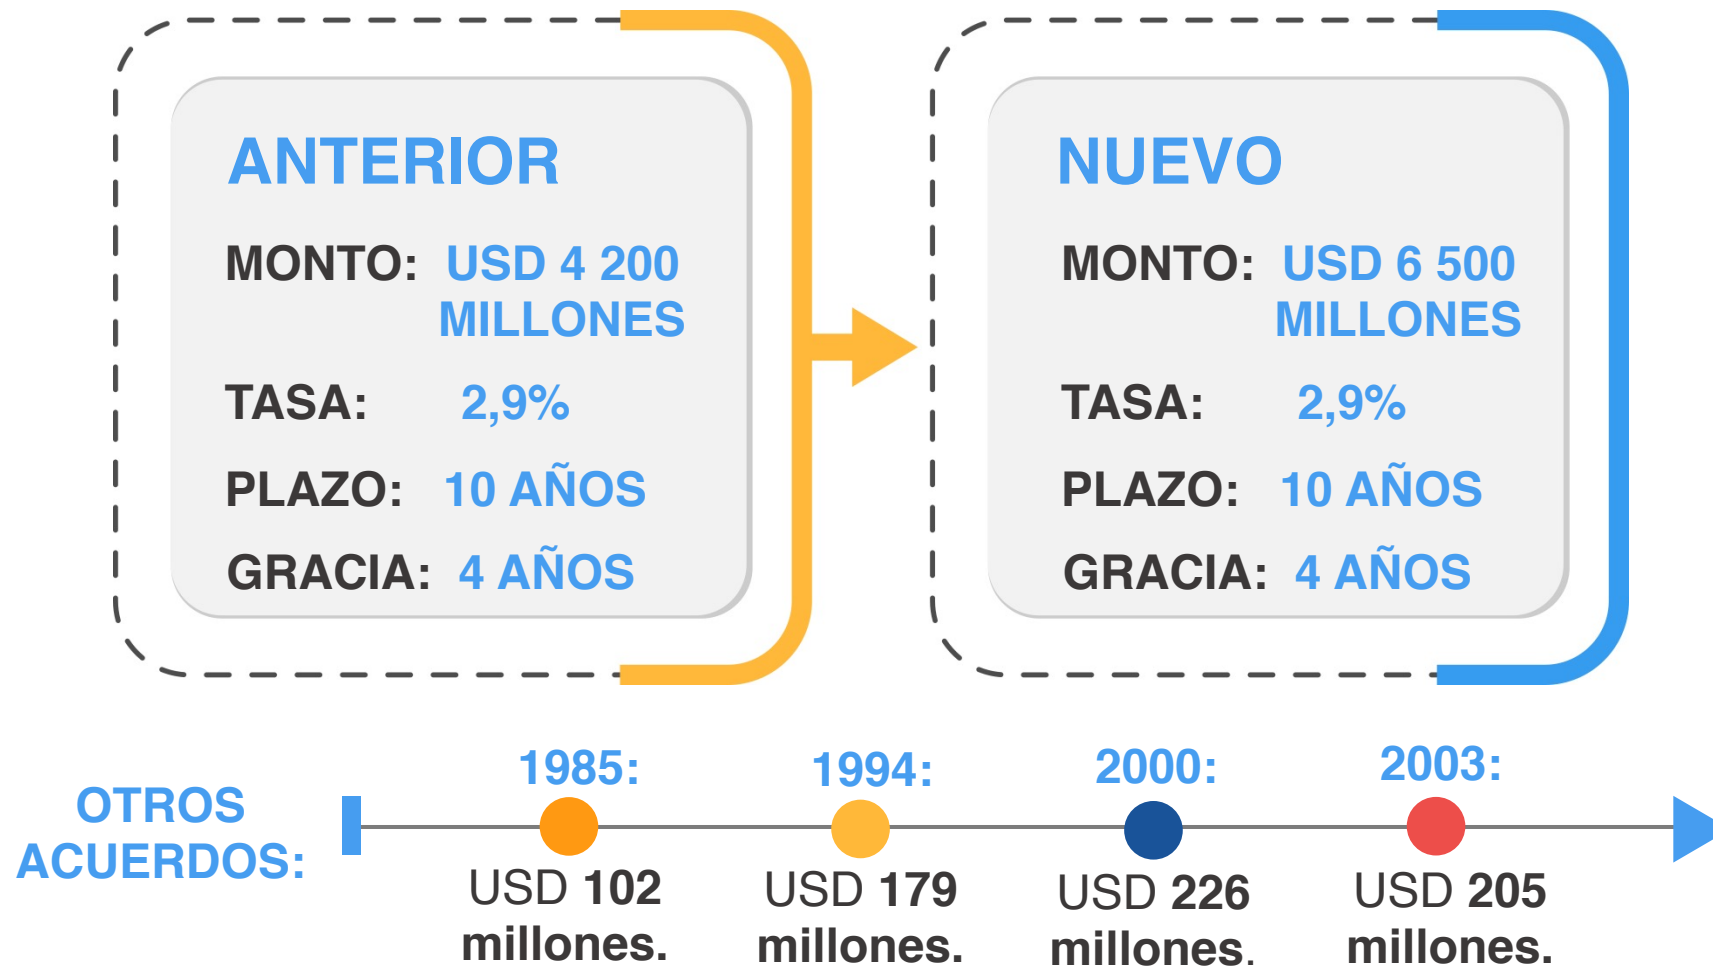 ANTERIOR
MONTO: USD 4 200
MILLONES
TASA: 2,9%
PLAZO: 10 AÑOS
GRACIA: 4 AÑOS
NUEVO
MONTO: USD 6 500
MILLONES
TASA: 2,9%
PLAZO: 10 AÑOS
GRACIA: 4 AÑOS
OTROS
ACUERDOS:
1985:
USD 102
millones.
1994:
USD 179
millones.
2000:
USD 226
millones.
2003:
USD 205
millones.